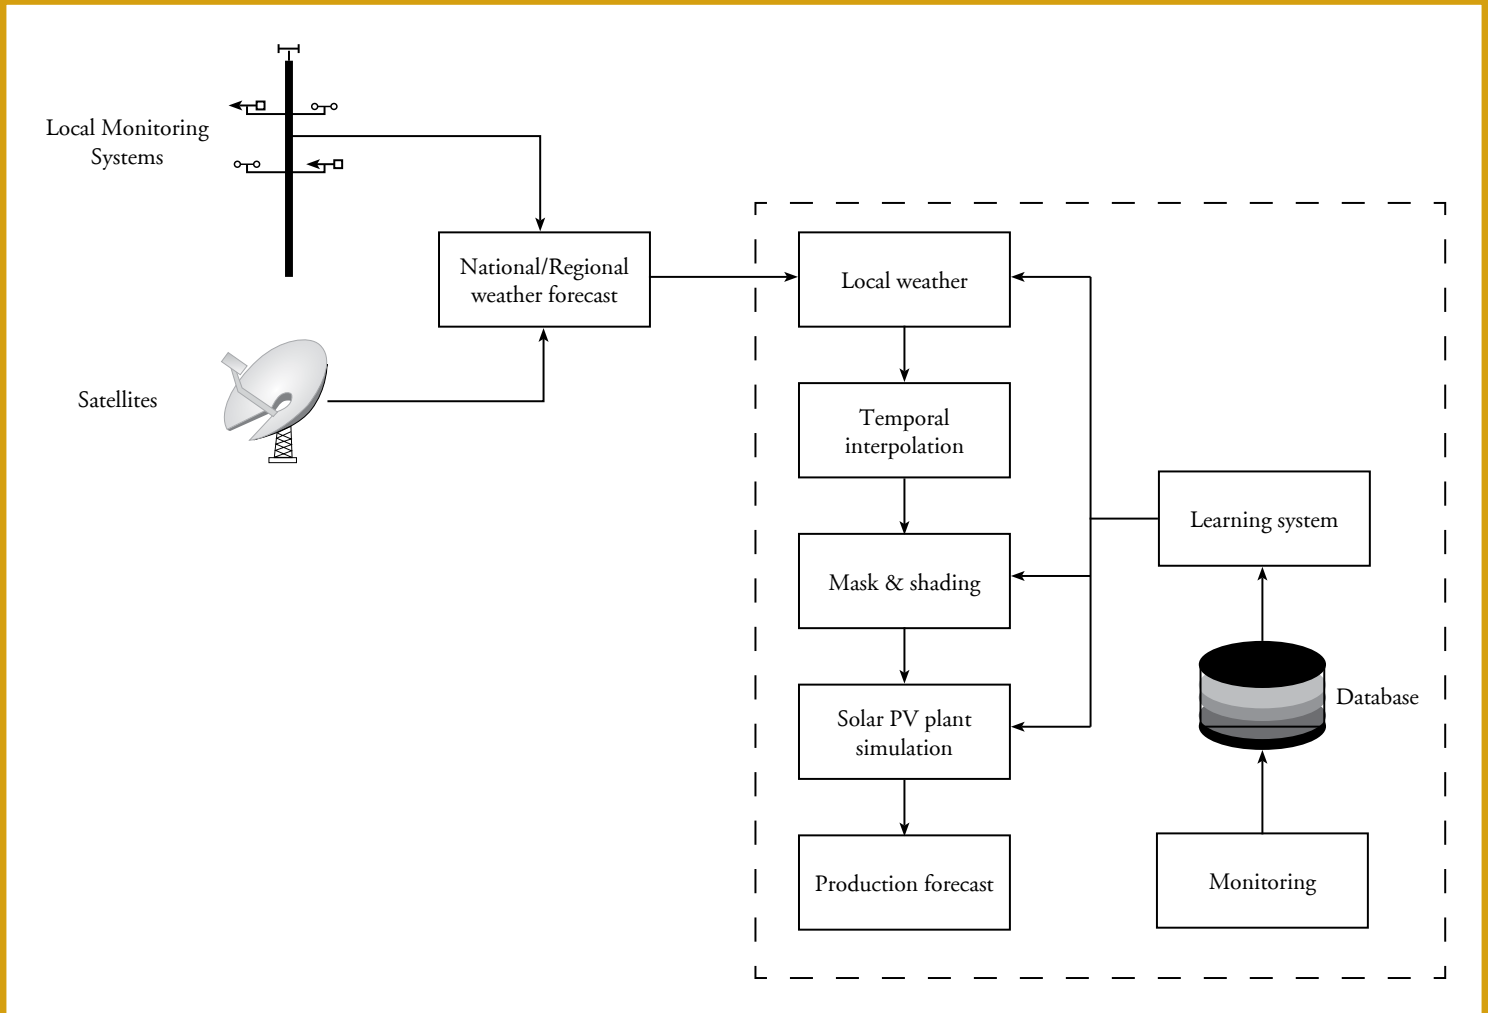 Local Monitoring
Systems
National/Regional
weather forecast
Local weather
Satellites
Temporal
interpolation
Learning system
Mask & shading
Database
Solar PV plant
simulation
Production forecast
Monitoring